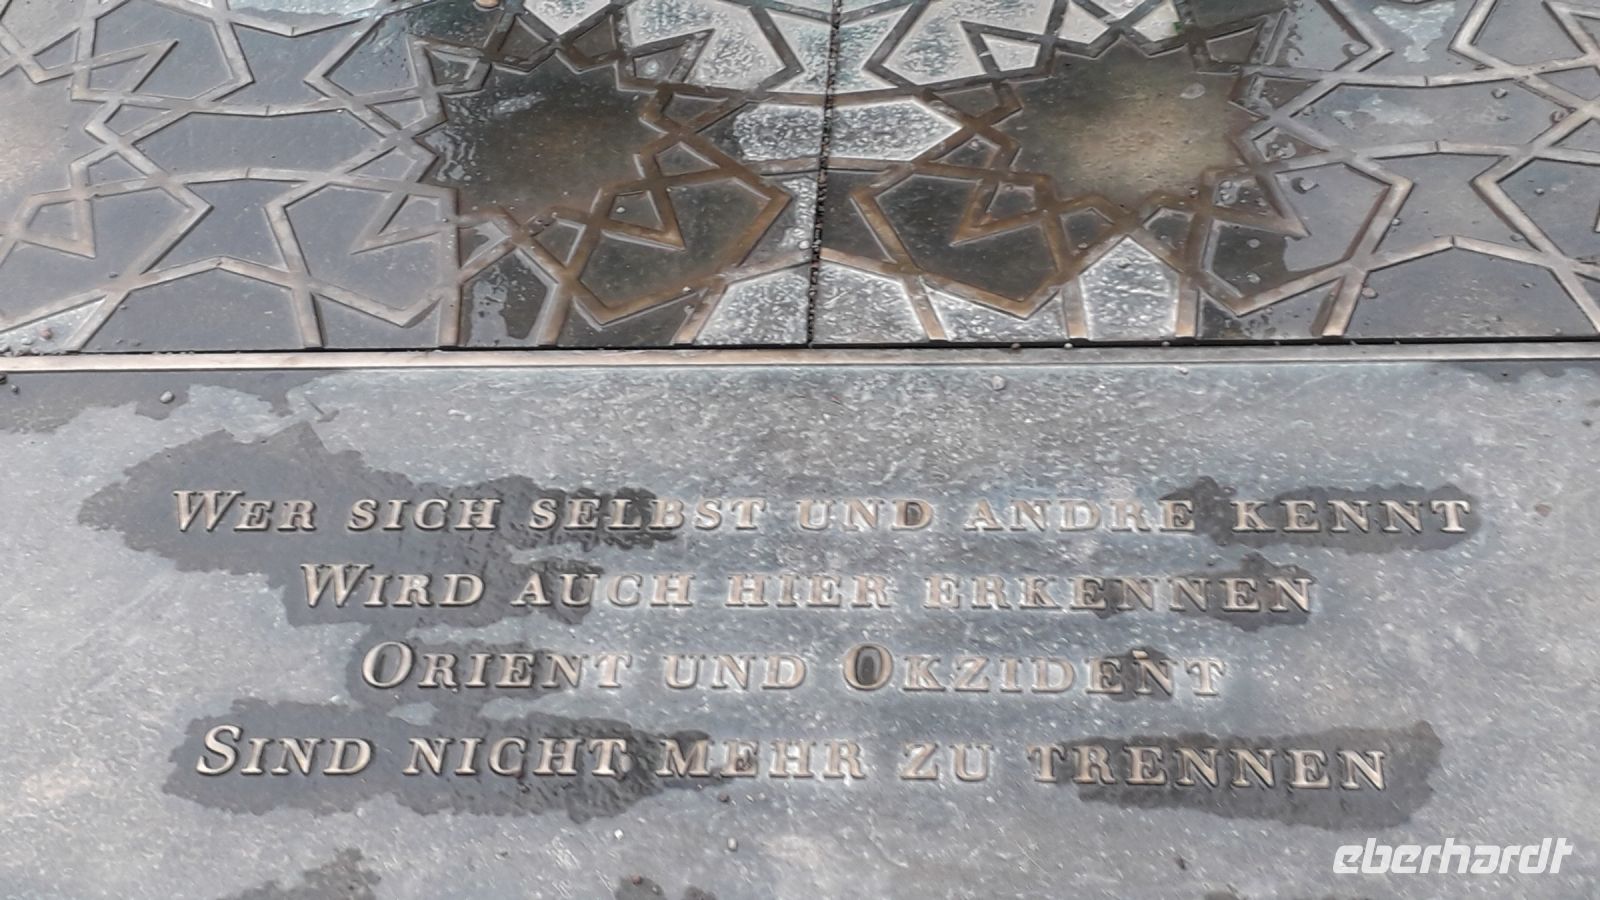 Wer sich selbst und andre kennt
Wird auch hier erkennen
Orient und Okzident
Sind nicht mehr zu trennen
eberhardt